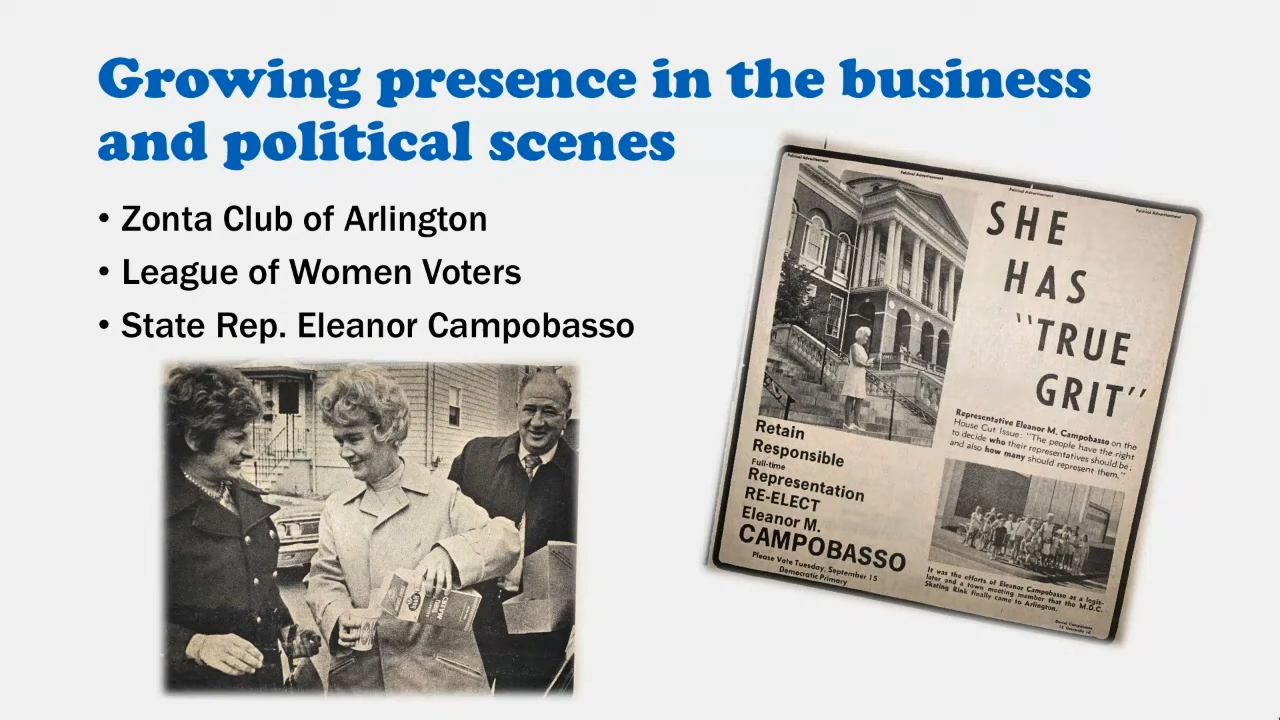 Growing presence in the business
and political scenes
• Zonta Club of Arlington
• League of Women Voters
• State Rep. Eleanor Campobasso
Political Advertisement
Political Advertisement
Political Advertisement
Political Advertisement
SHE
HAS
"TRUE
GRIT"
Representative Eleanor M. Campobasso on the
House Cut Issue: "The people have the right
to decide who their representatives should be;
and also how many should represent them."
Retain
Responsible
Full-time
Representation
RE-ELECT
Eleanor M.
CAMPOBASSO
Please Vote Tuesday, September 15
Democratic Primary
It was the efforts of Eleanor Campobasso as a legis-
lator and a town meeting member that the M.D.C.
Skating Rink finally came to Arlington.